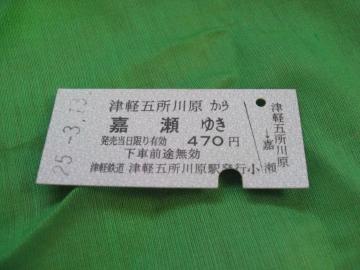 25.-3.13
津軽五所川原 から
嘉瀬 ゆき
発売当日限り有効 470円
下車前途無効
津軽鉄道 津軽五所川原駅発行 小
津軽五所川原
→嘉瀬